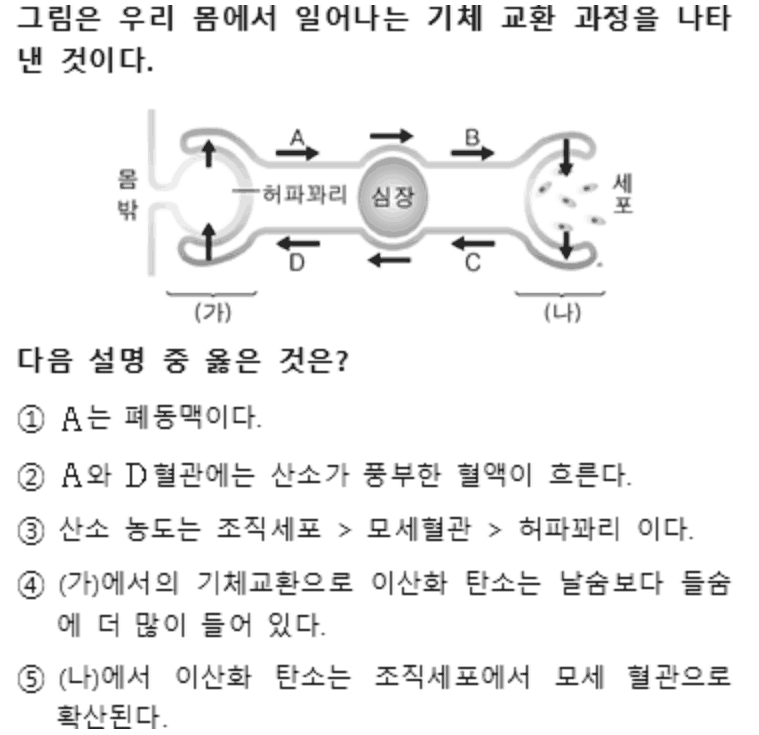 그림은 우리 몸에서 일어나는 기체 교환 과정을 나타
낸 것이다.
A
B
몸
밖
허파꽈리
심장
세
포
D
C
(가)
(나)
다음 설명 중 옳은 것은?
① A는 폐동맥이다.
② A와 D혈관에는 산소가 풍부한 혈액이 흐른다.
③ 산소 농도는 조직세포 > 모세혈관 > 허파꽈리 이다.
④ (가)에서의 기체교환으로 이산화 탄소는 날숨보다 들숨
에 더 많이 들어 있다.
⑤ (나)에서 이산화 탄소는 조직세포에서 모세 혈관으로
확산된다.